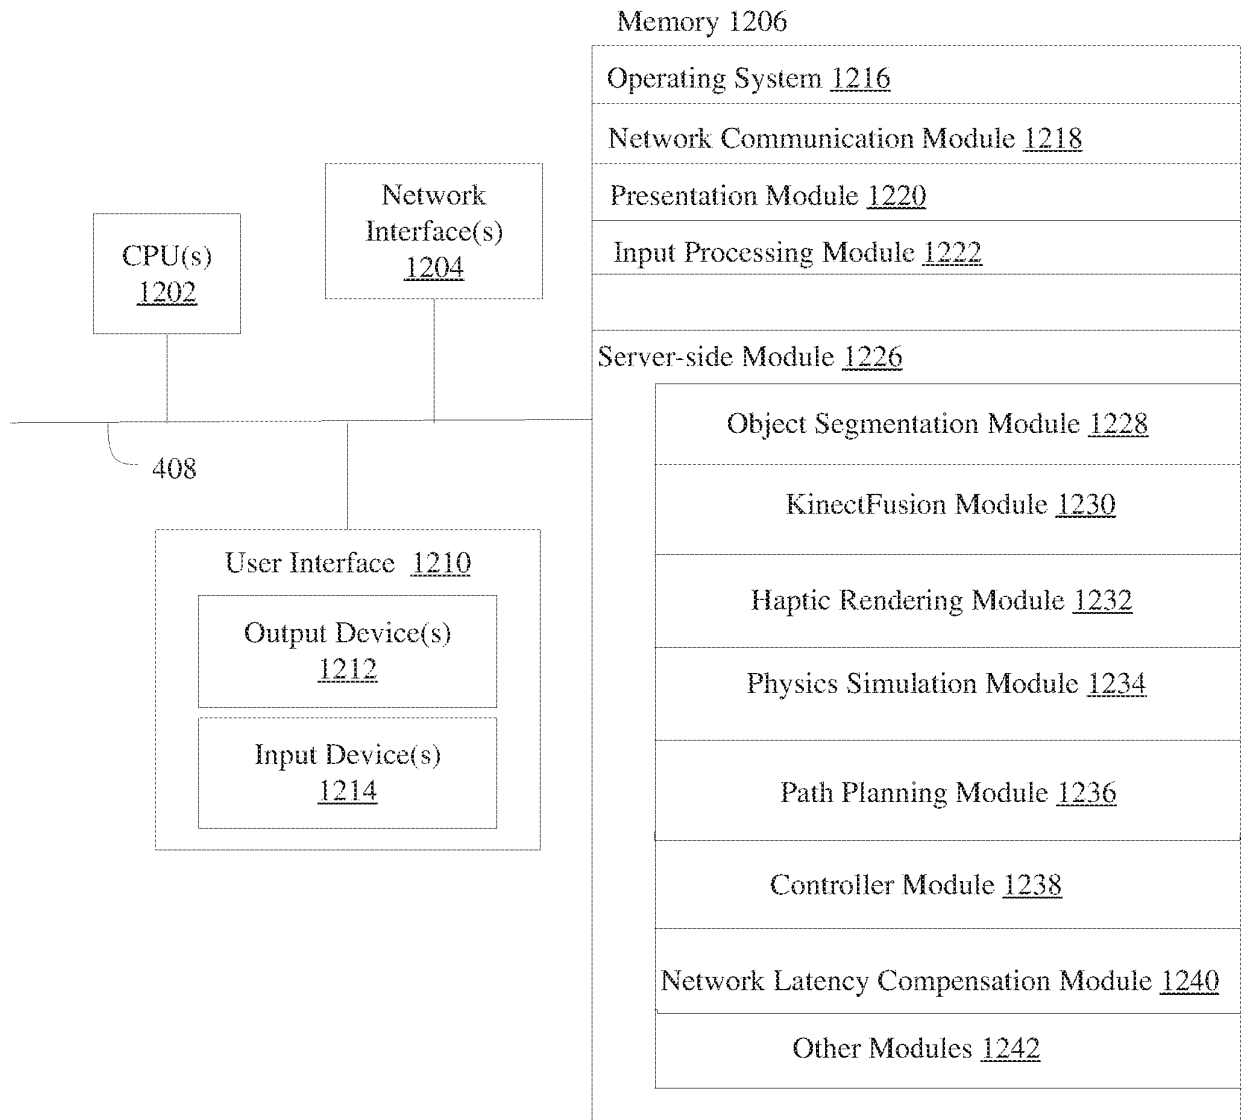 Memory 1206
Operating System 1216
Network Communication Module 1218
Presentation Module 1220
Input Processing Module 1222
Server-side Module 1226
Object Segmentation Module 1228
KinectFusion Module 1230
Haptic Rendering Module 1232
Physics Simulation Module 1234
Path Planning Module 1236
Controller Module 1238
Network Latency Compensation Module 1240
Other Modules 1242
Network
Interface(s)
1204
CPU(s)
1202
408
User Interface 1210
Output Device(s)
1212
Input Device(s)
1214